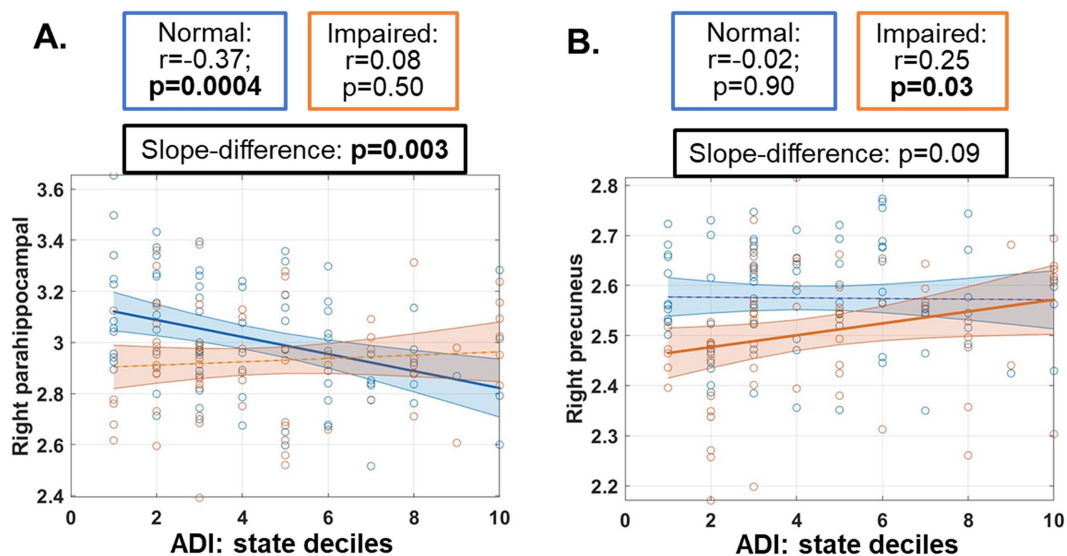 A.
Normal:
r=-0.37;
p=0.0004
Impaired:
r=0.08
p=0.50
Slope-difference: p=0.003
Right parahippocampal
3.6
3.4
3.2
3
2.8
2.6
2.4
0 2 4 6 8 10
ADI: state deciles
B.
Normal:
r=-0.02;
p=0.90
Impaired:
r=0.25
p=0.03
Slope-difference: p=0.09
Right precuneus
2.8
2.7
2.6
2.5
2.4
2.3
2.2
0 2 4 6 8 10
ADI: state deciles